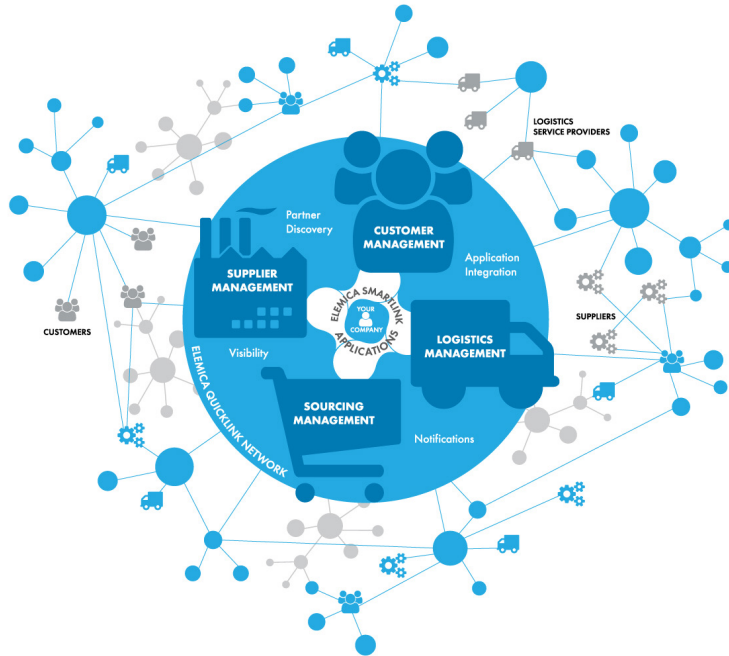 LOGISTICS
SERVICE PROVIDERS
Partner
Discovery
CUSTOMER
MANAGEMENT
Application
Integration
SUPPLIER
MANAGEMENT
ELEMICA SMARTLINK
APPLICATIONS
YOUR
COMPANY
LOGISTICS
MANAGEMENT
CUSTOMERS
SUPPLIERS
Visibility
SOURCING
MANAGEMENT
Notifications
ELEMICA QUICKLINK NETWORK